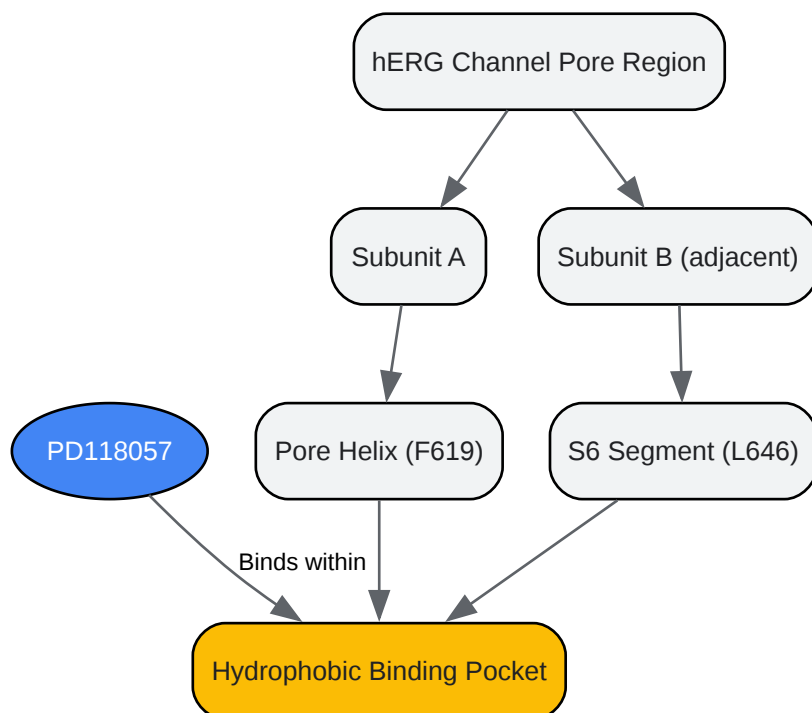 hERG Channel Pore Region
Subunit A
Subunit B (adjacent)
PD118057
Pore Helix (F619)
S6 Segment (L646)
Binds within
Hydrophobic Binding Pocket